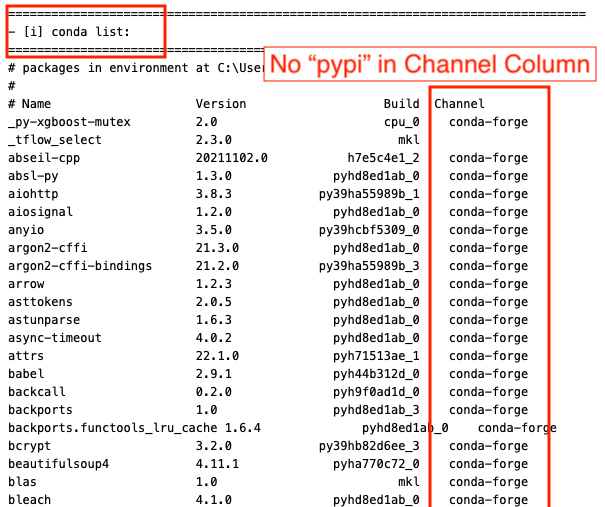 ================================================================================
- [i] conda list:
================================================================================
No "pypi" in Channel Column
# packages in environment at C:\User
#
# Name Version Build Channel
_py-xgboost-mutex 2.0 cpu_0 conda-forge
_tflow_select 2.3.0 mkl
abseil-cpp 20211102.0 h7e5c4e1_2 conda-forge
absl-py 1.3.0 pyhd8ed1ab_0 conda-forge
aiohttp 3.8.3 py39ha55989b_1 conda-forge
aiosignal 1.2.0 pyhd8ed1ab_0 conda-forge
anyio 3.5.0 py39hcbf5309_0 conda-forge
argon2-cffi 21.3.0 pyhd8ed1ab_0 conda-forge
argon2-cffi-bindings 21.2.0 py39ha55989b_3 conda-forge
arrow 1.2.3 pyhd8ed1ab_0 conda-forge
asttokens 2.0.5 pyhd8ed1ab_0 conda-forge
astunparse 1.6.3 pyhd8ed1ab_0 conda-forge
async-timeout 4.0.2 pyhd8ed1ab_0 conda-forge
attrs 22.1.0 pyh71513ae_1 conda-forge
babel 2.9.1 pyh44b312d_0 conda-forge
backcall 0.2.0 pyh9f0ad1d_0 conda-forge
backports 1.0 pyhd8ed1ab_3 conda-forge
backports.functools_lru_cache 1.6.4 pyhd8ed1ab_0 conda-forge
bcrypt 3.2.0 py39hb82d6ee_3 conda-forge
beautifulsoup4 4.11.1 pyha770c72_0 conda-forge
blas 1.0 mkl conda-forge
bleach 4.1.0 pyhd8ed1ab_0 conda-forge